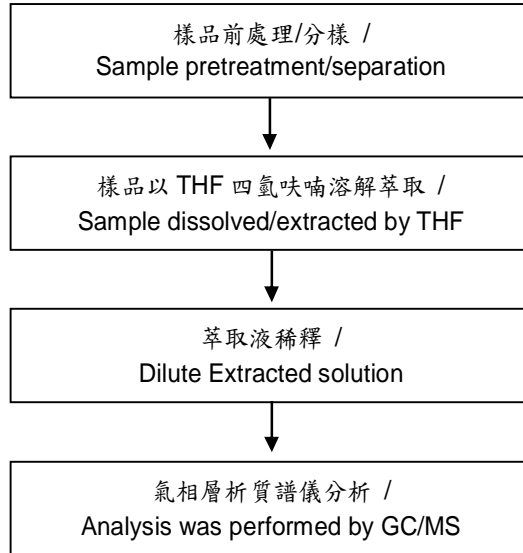 樣品前處理/分樣 /
Sample pretreatment/separation
樣品以 THF 四氫呋喃溶解萃取 /
Sample dissolved/extracted by THF
萃取液稀釋 /
Dilute Extracted solution
氣相層析質譜儀分析 /
Analysis was performed by GC/MS